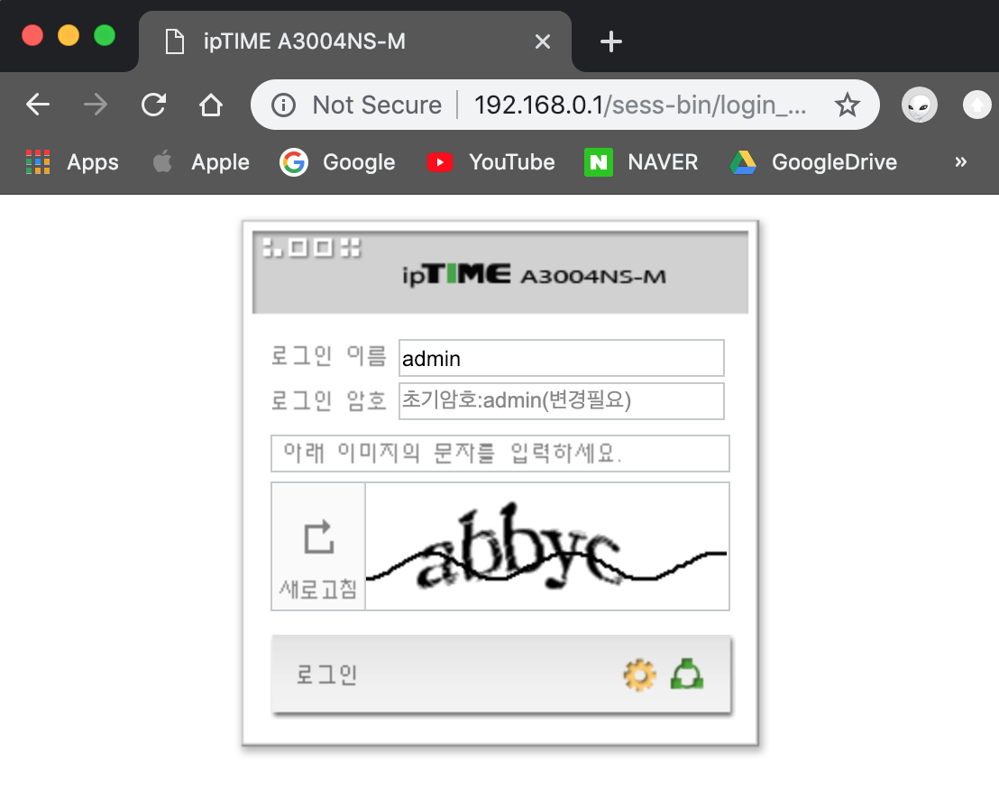 ipTIME A3004NS-M
Not Secure | 192.168.0.1/sess-bin/login_...
Apps Apple Google YouTube N NAVER GoogleDrive »
ipTIME A3004NS-M
로그인 이름 admin
로그인 암호 초기암호:admin(변경필요)
아래 이미지의 문자를 입력하세요.
abbyc
새로고침
로그인